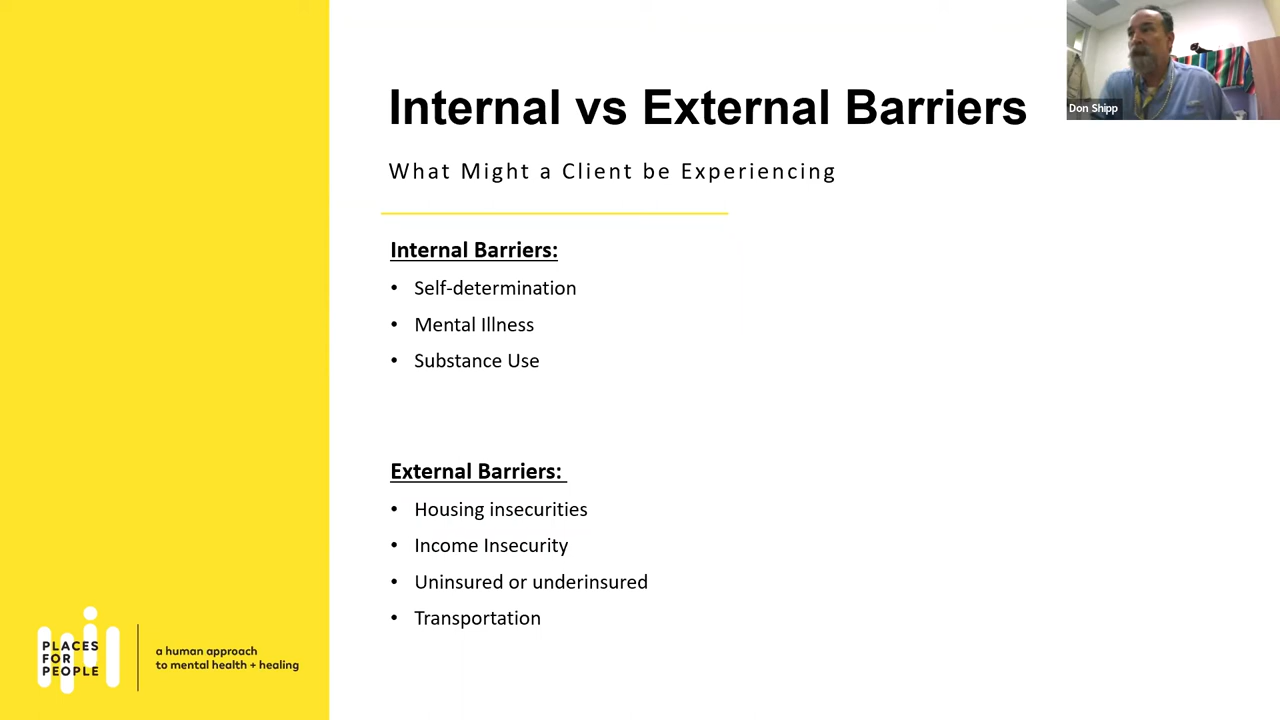 Internal vs External Barriers
Don Shipp
What Might a Client be Experiencing
Internal Barriers:
• Self-determination
• Mental Illness
• Substance Use
External Barriers:
• Housing insecurities
• Income Insecurity
• Uninsured or underinsured
• Transportation
PLACES
FOR
PEOPLE
a human approach
to mental health + healing